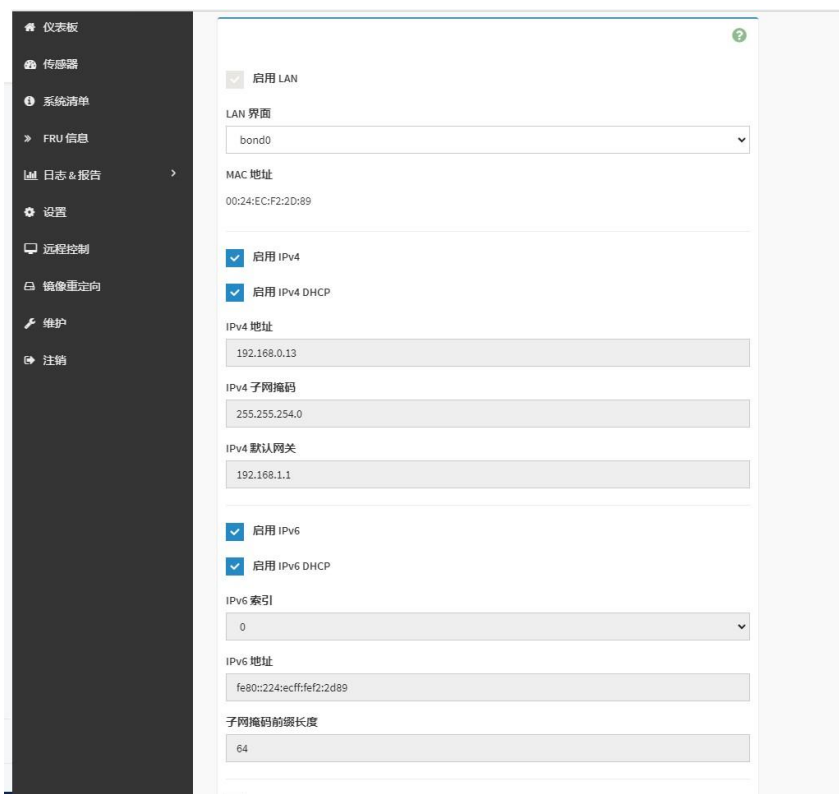 仪表板
传感器
系统清单
FRU 信息
日志 & 报告
设置
远程控制
镜像重定向
维护
注销
启用 LAN
LAN 界面
bond0
MAC 地址
00:24:EC:F2:2D:89
启用 IPv4
启用 IPv4 DHCP
IPv4 地址
192.168.0.13
IPv4 子网掩码
255.255.254.0
IPv4 默认网关
192.168.1.1
启用 IPv6
启用 IPv6 DHCP
IPv6 索引
0
IPv6 地址
fe80::224:ecff:fef2:2d89
子网掩码前缀长度
64